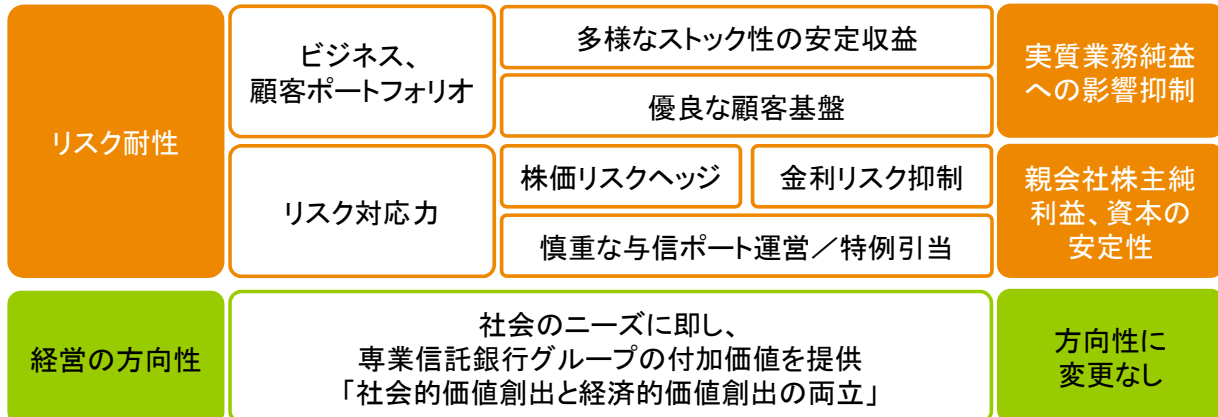 リスク耐性
ビジネス、
顧客ポートフォリオ
多様なストック性の安定収益
優良な顧客基盤
実質業務純益
への影響抑制
リスク対応力
株価リスクヘッジ
金利リスク抑制
慎重な与信ポート運営／特例引当
親会社株主純
利益、資本の
安定性
経営の方向性
社会のニーズに即し、
専業信託銀行グループの付加価値を提供
「社会的価値創出と経済的価値創出の両立」
方向性に
変更なし